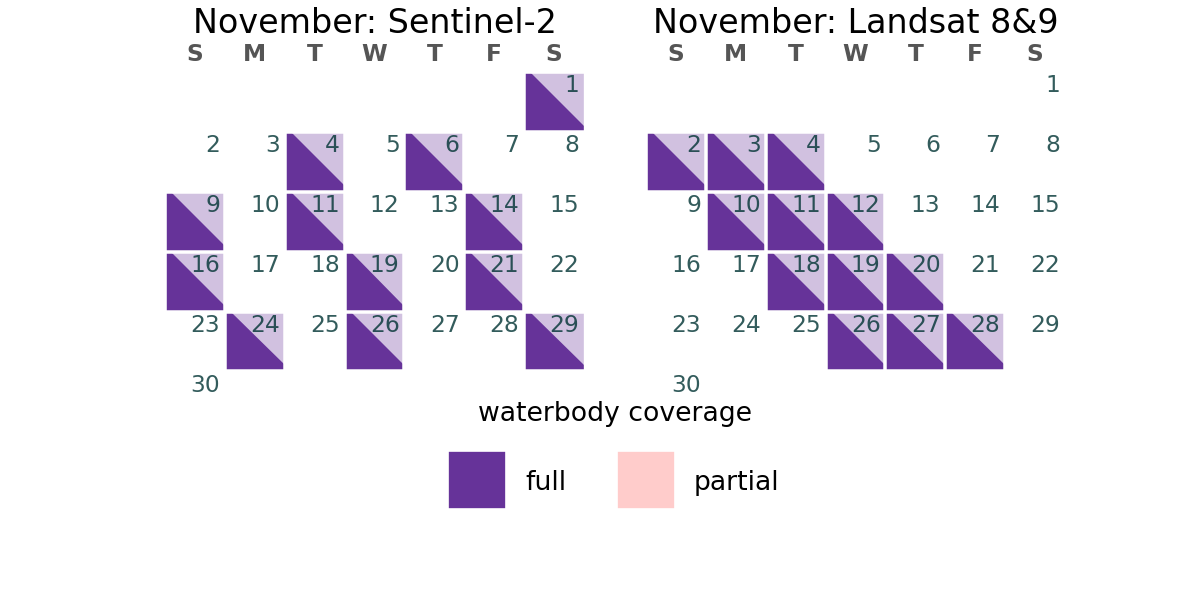 November: Sentinel-2
S M T W T F S
1
2 3 4 5 6 7 8
9 10 11 12 13 14 15
16 17 18 19 20 21 22
23 24 25 26 27 28 29
30
November: Landsat 8&9
S M T W T F S
1
2 3 4 5 6 7 8
9 10 11 12 13 14 15
16 17 18 19 20 21 22
23 24 25 26 27 28 29
30
waterbody coverage
full partial